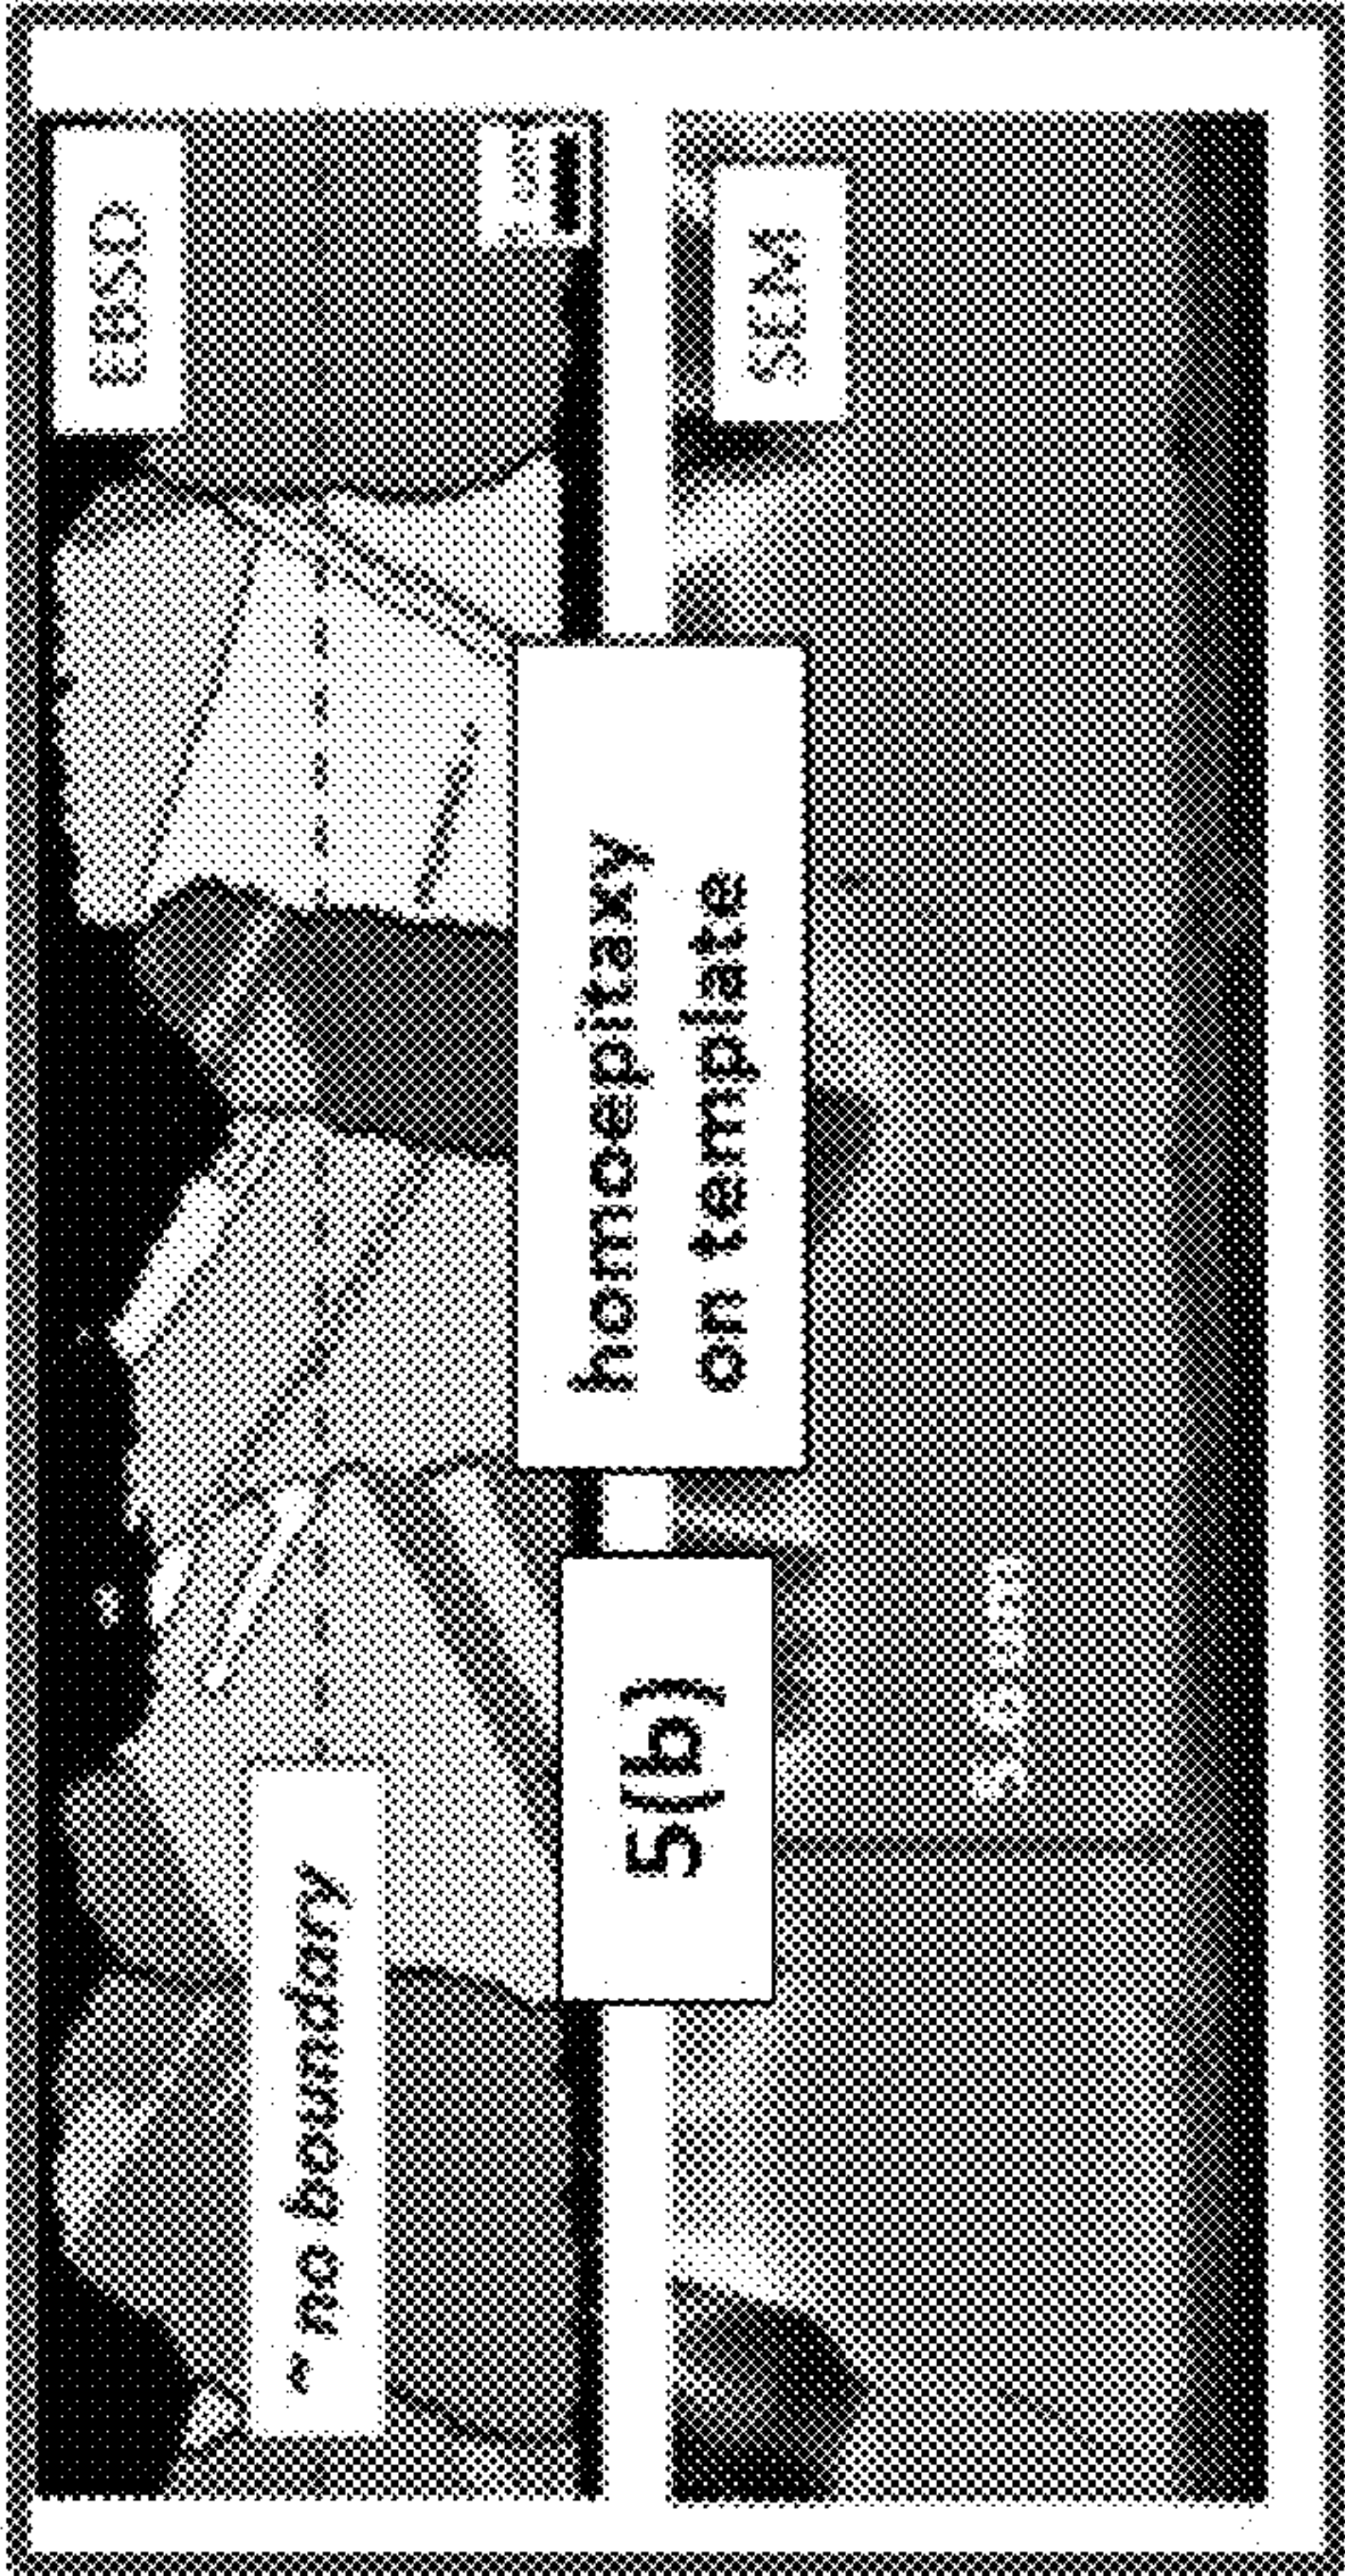 EBSD
~ no boundary
homoepitaxy
on template
5(b)
SEM